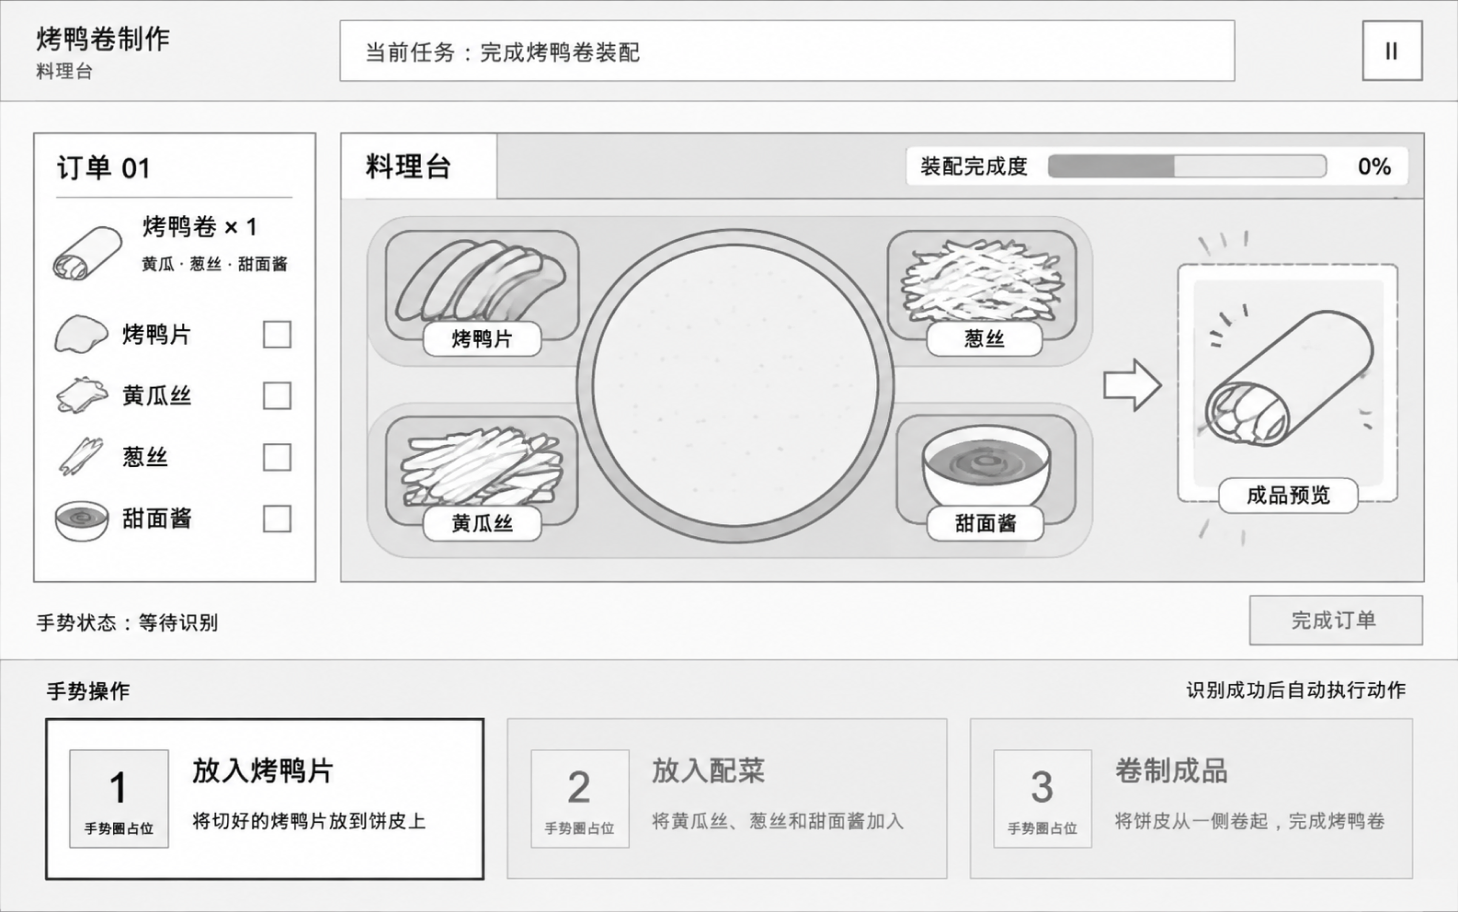 烤鸭卷制作
料理台
当前任务：完成烤鸭卷装配
订单 01
烤鸭卷 × 1
黄瓜 · 葱丝 · 甜面酱
烤鸭片
黄瓜丝
葱丝
甜面酱
料理台
装配完成度
0%
烤鸭片
葱丝
黄瓜丝
甜面酱
成品预览
手势状态：等待识别
完成订单
手势操作
识别成功后自动执行动作
1
手势圈占位
放入烤鸭片
将切好的烤鸭片放到饼皮上
2
手势圈占位
放入配菜
将黄瓜丝、葱丝和甜面酱加入
3
手势圈占位
卷制成品
将饼皮从一侧卷起，完成烤鸭卷